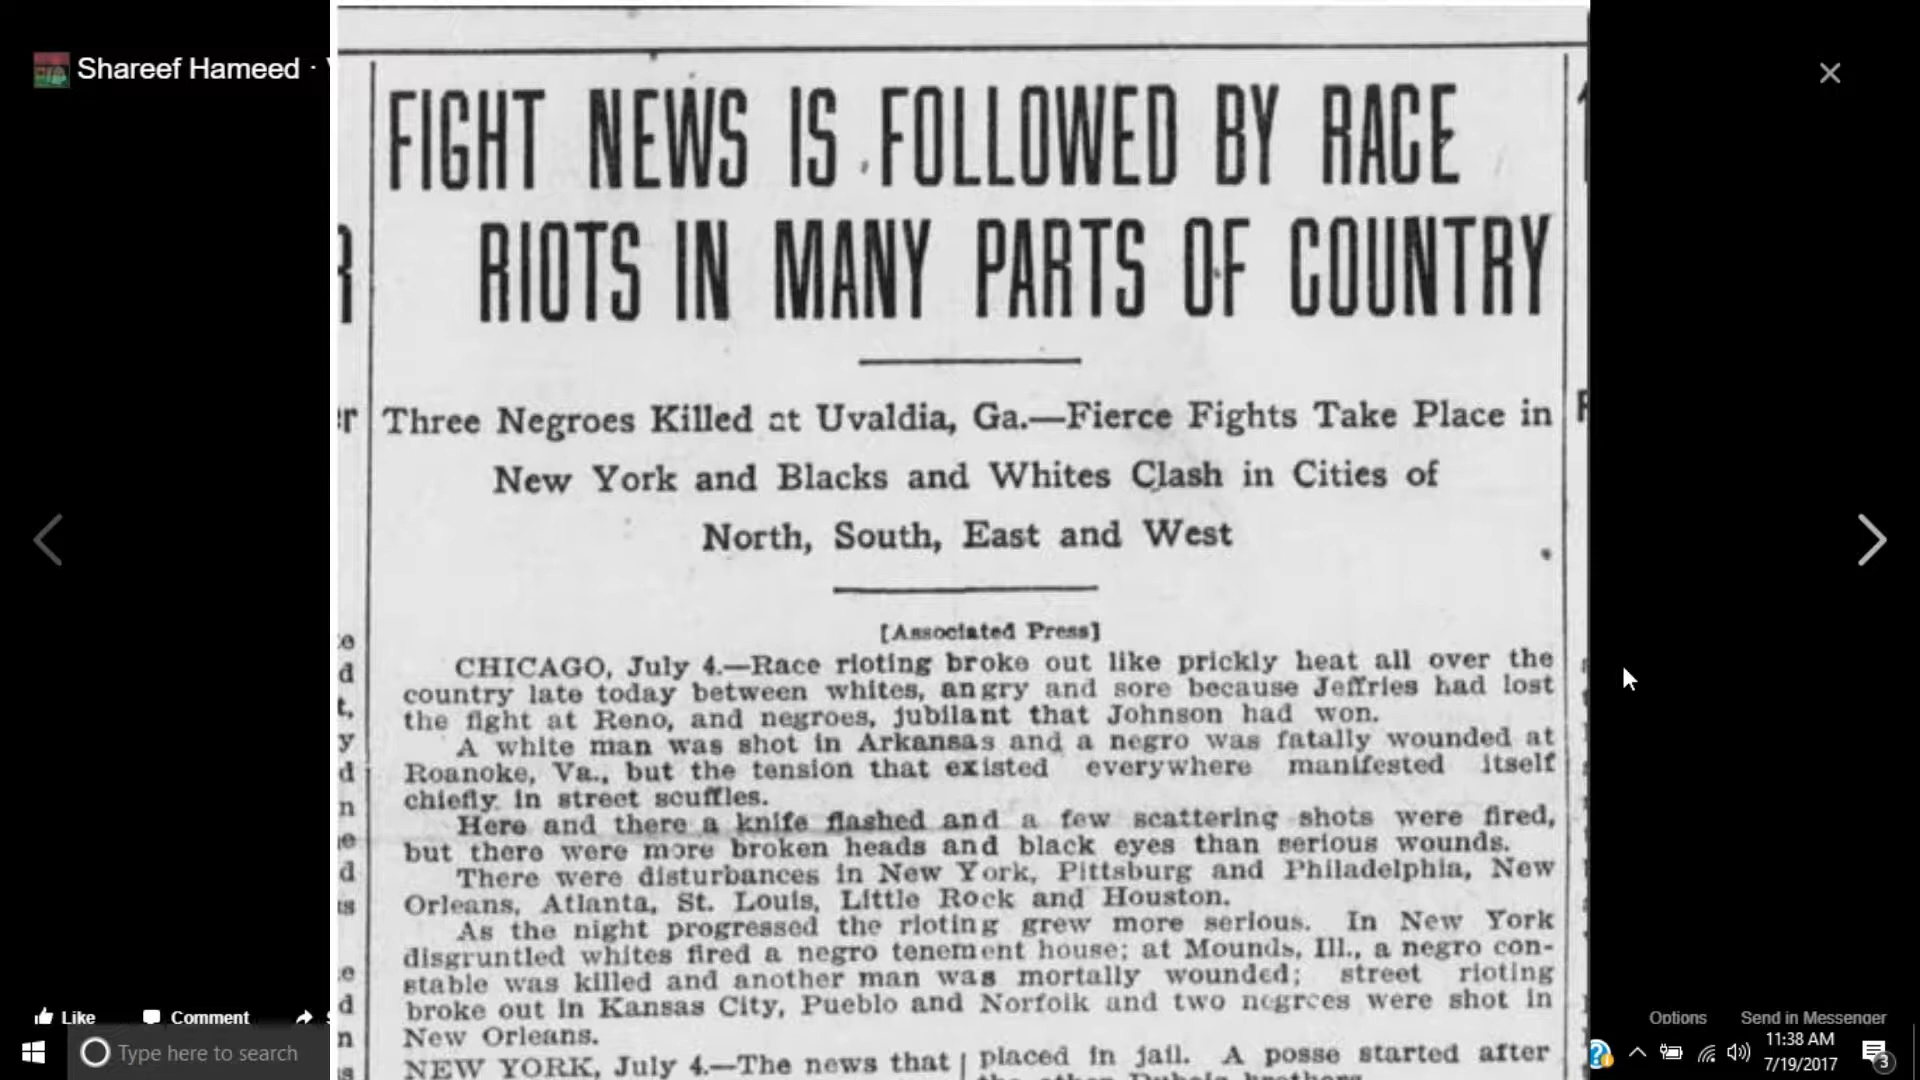 Shareef Hameed ·
FIGHT NEWS IS FOLLOWED BY RACE
RIOTS IN MANY PARTS OF COUNTRY
Three Negroes Killed at Uvaldia, Ga.—Fierce Fights Take Place in
New York and Blacks and Whites Clash in Cities of
North, South, East and West
[Associated Press]
CHICAGO, July 4.—Race rioting broke out like prickly heat all over the
country late today between whites, angry and sore because Jeffries had lost
the fight at Reno, and negroes, jubilant that Johnson had won.
A white man was shot in Arkansas and a negro was fatally wounded at
Roanoke, Va., but the tension that existed everywhere manifested itself
chiefly in street scuffles.
Here and there a knife flashed and a few scattering shots were fired,
but there were more broken heads and black eyes than serious wounds.
There were disturbances in New York, Pittsburg and Philadelphia, New
Orleans, Atlanta, St. Louis, Little Rock and Houston.
As the night progressed the rioting grew more serious. In New York
disgruntled whites fired a negro tenement house; at Mounds, Ill., a negro con-
stable was killed and another man was mortally wounded; street rioting
broke out in Kansas City, Pueblo and Norfolk and two negroes were shot in
New Orleans.
NEW YORK, July 4.—The news that
placed in jail. A posse started after
Like Comment
Options Send in Messenger
Type here to search
11:38 AM
7/19/2017
3